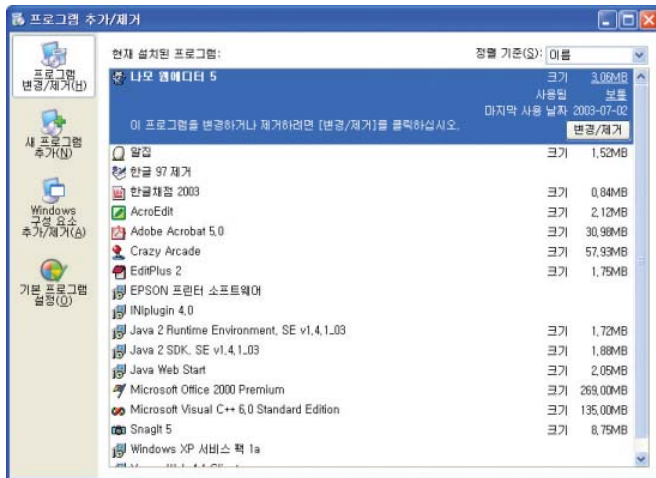 프로그램 추가/제거
프로그램
변경/제거(H)
새 프로그램
추가(N)
Windows
구성 요소
추가/제거(A)
기본 프로그램
설정(O)
현재 설치된 프로그램:
정렬 기준(S): 이름
나모 웹에디터 5 크기 3,06MB
사용됨 보통
마지막 사용 날짜 2003-07-02
이 프로그램을 변경하거나 제거하려면 [변경/제거]를 클릭하십시오.
변경/제거
알집 크기 1,52MB
한글 97 제거
한글채점 2003 크기 0,84MB
AcroEdit 크기 2,12MB
Adobe Acrobat 5,0 크기 30,98MB
Crazy Arcade 크기 57,93MB
EditPlus 2 크기 1,75MB
EPSON 프린터 소프트웨어
INIplugin 4,0
Java 2 Runtime Environment, SE v1,4,1_03 크기 1,72MB
Java 2 SDK, SE v1,4,1_03 크기 1,88MB
Java Web Start 크기 2,05MB
Microsoft Office 2000 Premium 크기 269,00MB
Microsoft Visual C++ 6,0 Standard Edition 크기 135,00MB
SnagIt 5 크기 8,75MB
Windows XP 서비스 팩 1a